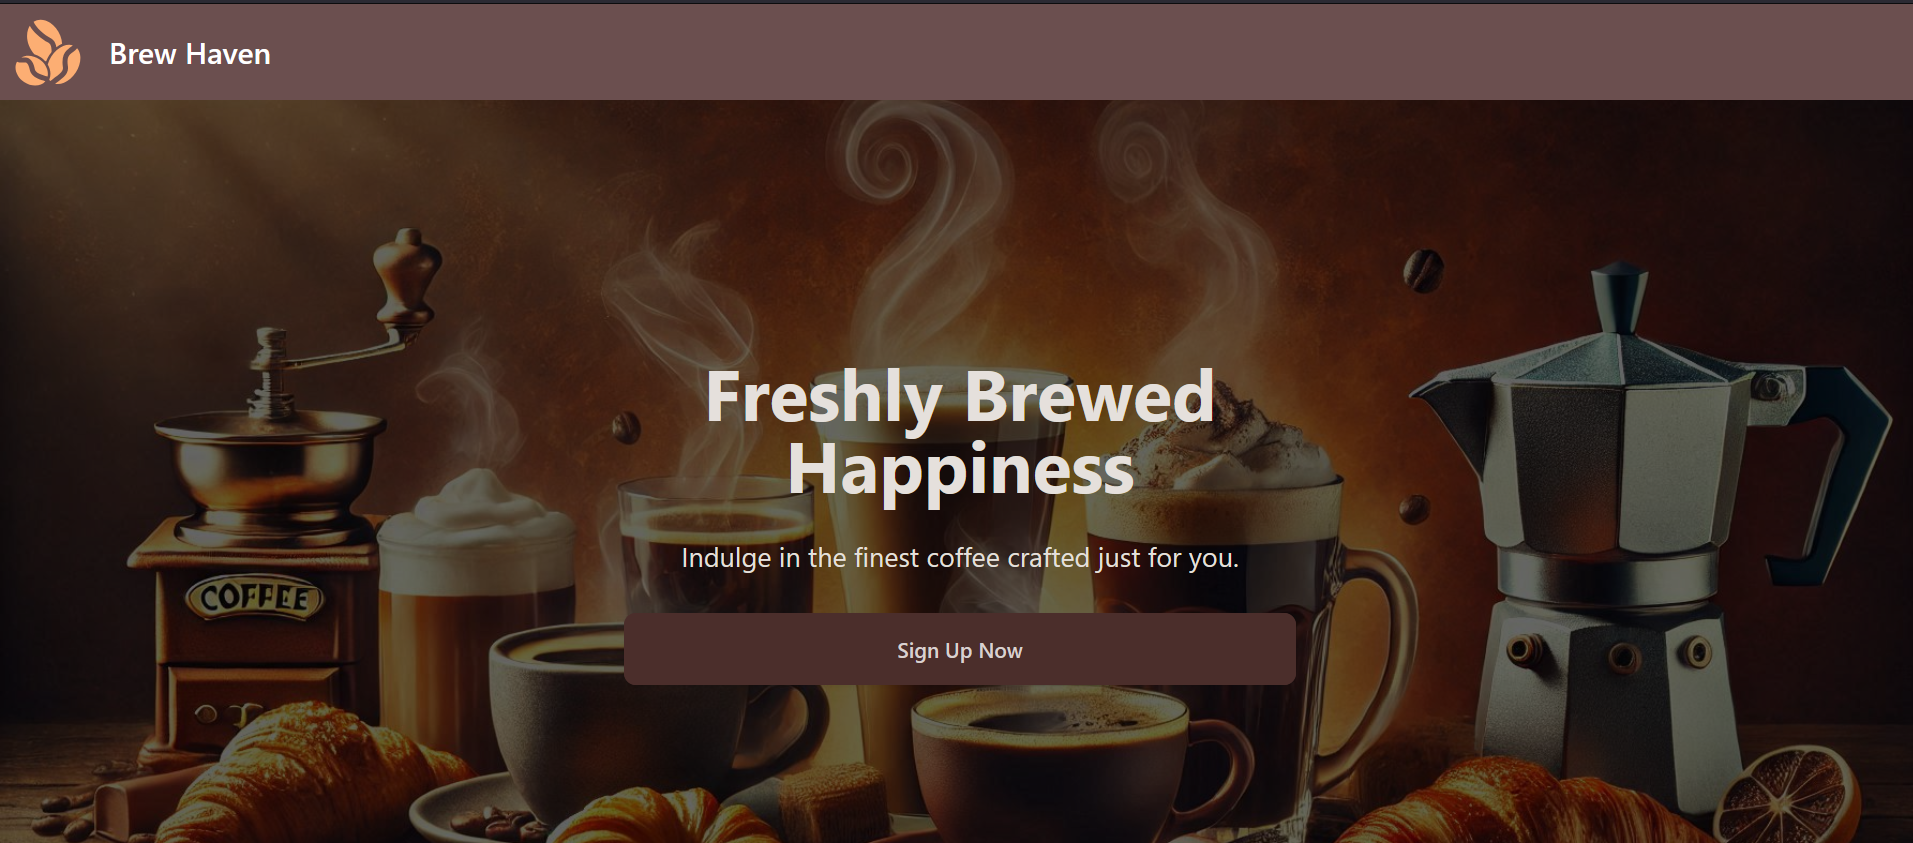 Brew Haven
Freshly Brewed
Happiness
Indulge in the finest coffee crafted just for you.
COFFEE
Sign Up Now